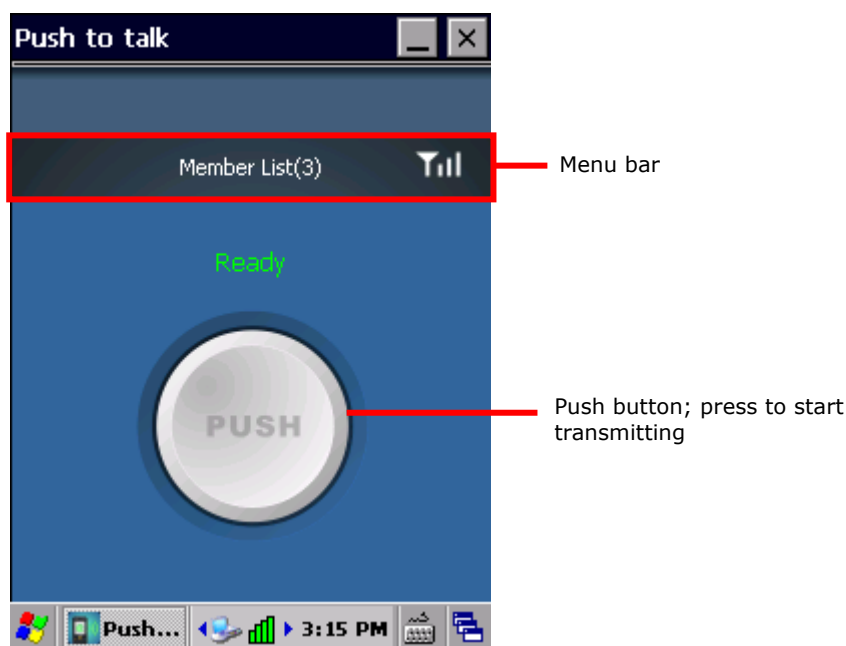 Push to talk
Member List(3)
Menu bar
Ready
PUSH
Push button; press to start
transmitting
Push...
3:15 PM